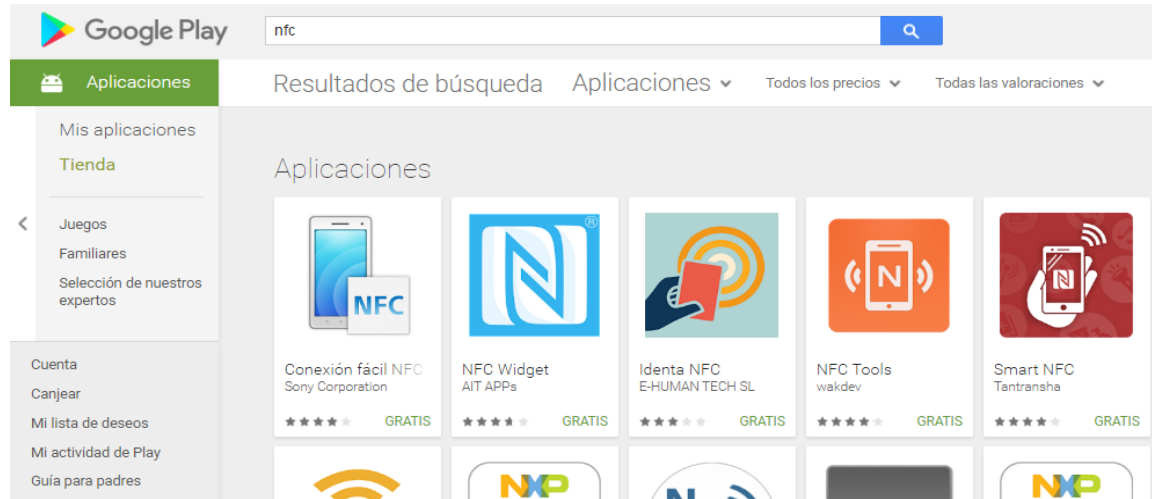 Google Play
nfc
Aplicaciones
Resultados de búsqueda
Aplicaciones
Todos los precios
Todas las valoraciones
Mis aplicaciones
Tienda
Juegos
Familiares
Selección de nuestros
expertos
Cuenta
Canjear
Mi lista de deseos
Mi actividad de Play
Guía para padres
Aplicaciones
NFC
Conexión fácil NFC
Sony Corporation
GRATIS
N ®
NFC Widget
AIT APPs
GRATIS
Identa NFC
E-HUMAN TECH SL
GRATIS
N
NFC Tools
wakdev
GRATIS
N
Smart NFC
Tantransha
GRATIS
NXP
N
NXP